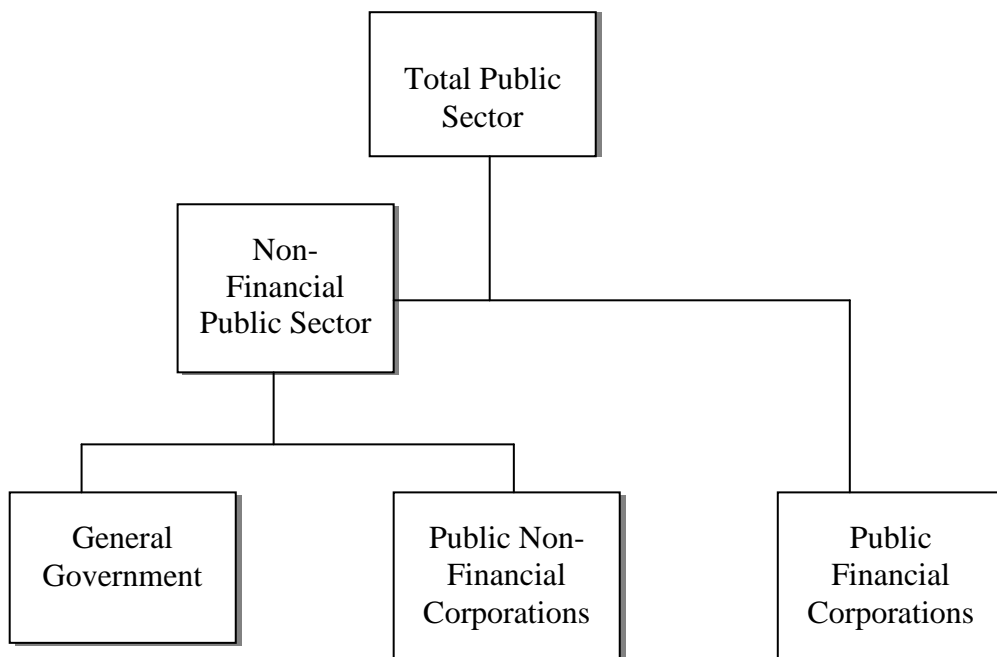 Total Public
Sector
Non-
Financial
Public Sector
General
Government
Public Non-
Financial
Corporations
Public
Financial
Corporations